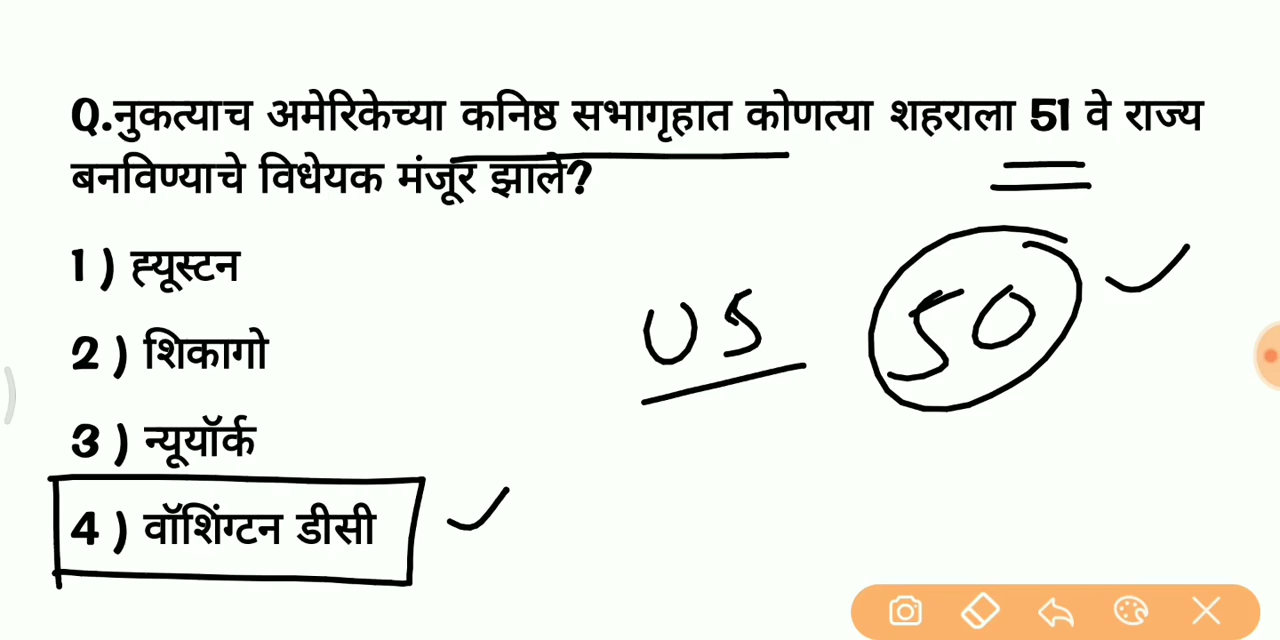 Q.नुकत्याच अमेरिकेच्या कनिष्ठ सभागृहात कोणत्या शहराला 51 वे राज्य
बनविण्याचे विधेयक मंजूर झाले?
1 ) ह्यूस्टन
2 ) शिकागो
US 50
3 ) न्यूयॉर्क
4 ) वॉशिंग्टन डीसी